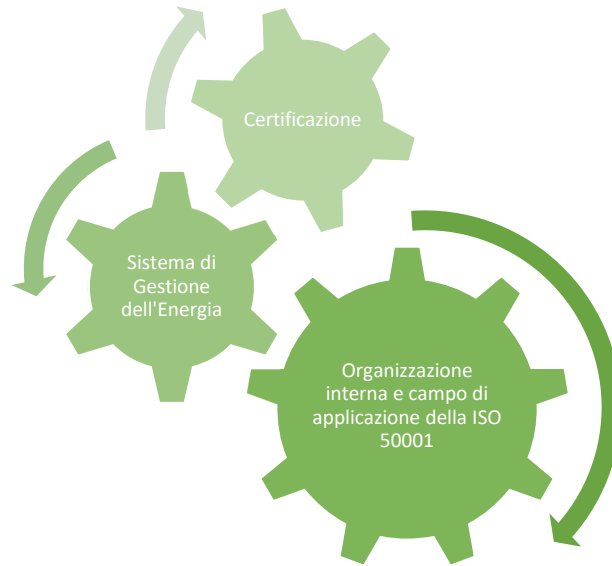 Certificazione
Sistema di
Gestione
dell'Energia
Organizzazione
interna e campo di
applicazione della ISO
50001